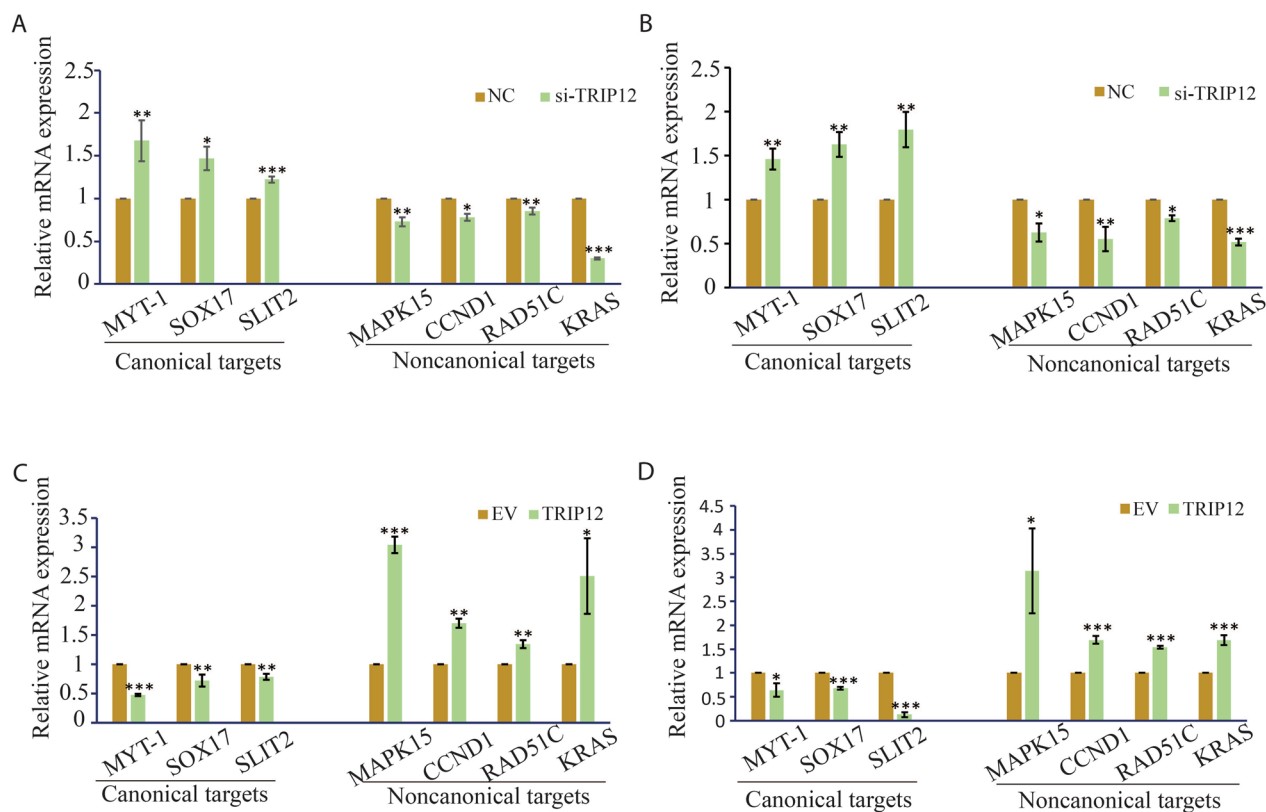 A
Relative mRNA expression
2.5
2
1.5
1
0.5
0
NC si-TRIP12
** * *** ** * ** ***
MYT-1 SOX17 SLIT2 MAPK15 CCND1 RAD51C KRAS
Canonical targets Noncanonical targets
B
Relative mRNA expression
2.5
2
1.5
1
0.5
0
NC si-TRIP12
** ** ** * ** * ***
MYT-1 SOX17 SLIT2 MAPK15 CCND1 RAD51C KRAS
Canonical targets Noncanonical targets
C
Relative mRNA expression
3.5
3
2.5
2
1.5
1
0.5
0
EV TRIP12
*** ** ** *** ** ** *
MYT-1 SOX17 SLIT2 MAPK15 CCND1 RAD51C KRAS
Canonical targets Noncanonical targets
D
Relative mRNA expression
4.5
4
3.5
3
2.5
2
1.5
1
0.5
0
EV TRIP12
* *** *** * *** *** ***
MYT-1 SOX17 SLIT2 MAPK15 CCND1 RAD51C KRAS
Canonical targets Noncanonical targets